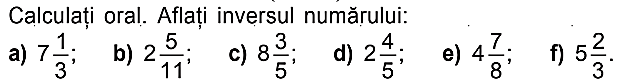 Calculați oral. Aflați inversul numărului:
a) 7 1/3; b) 2 5/11; c) 8 3/5; d) 2 4/5; e) 4 7/8; f) 5 2/3.